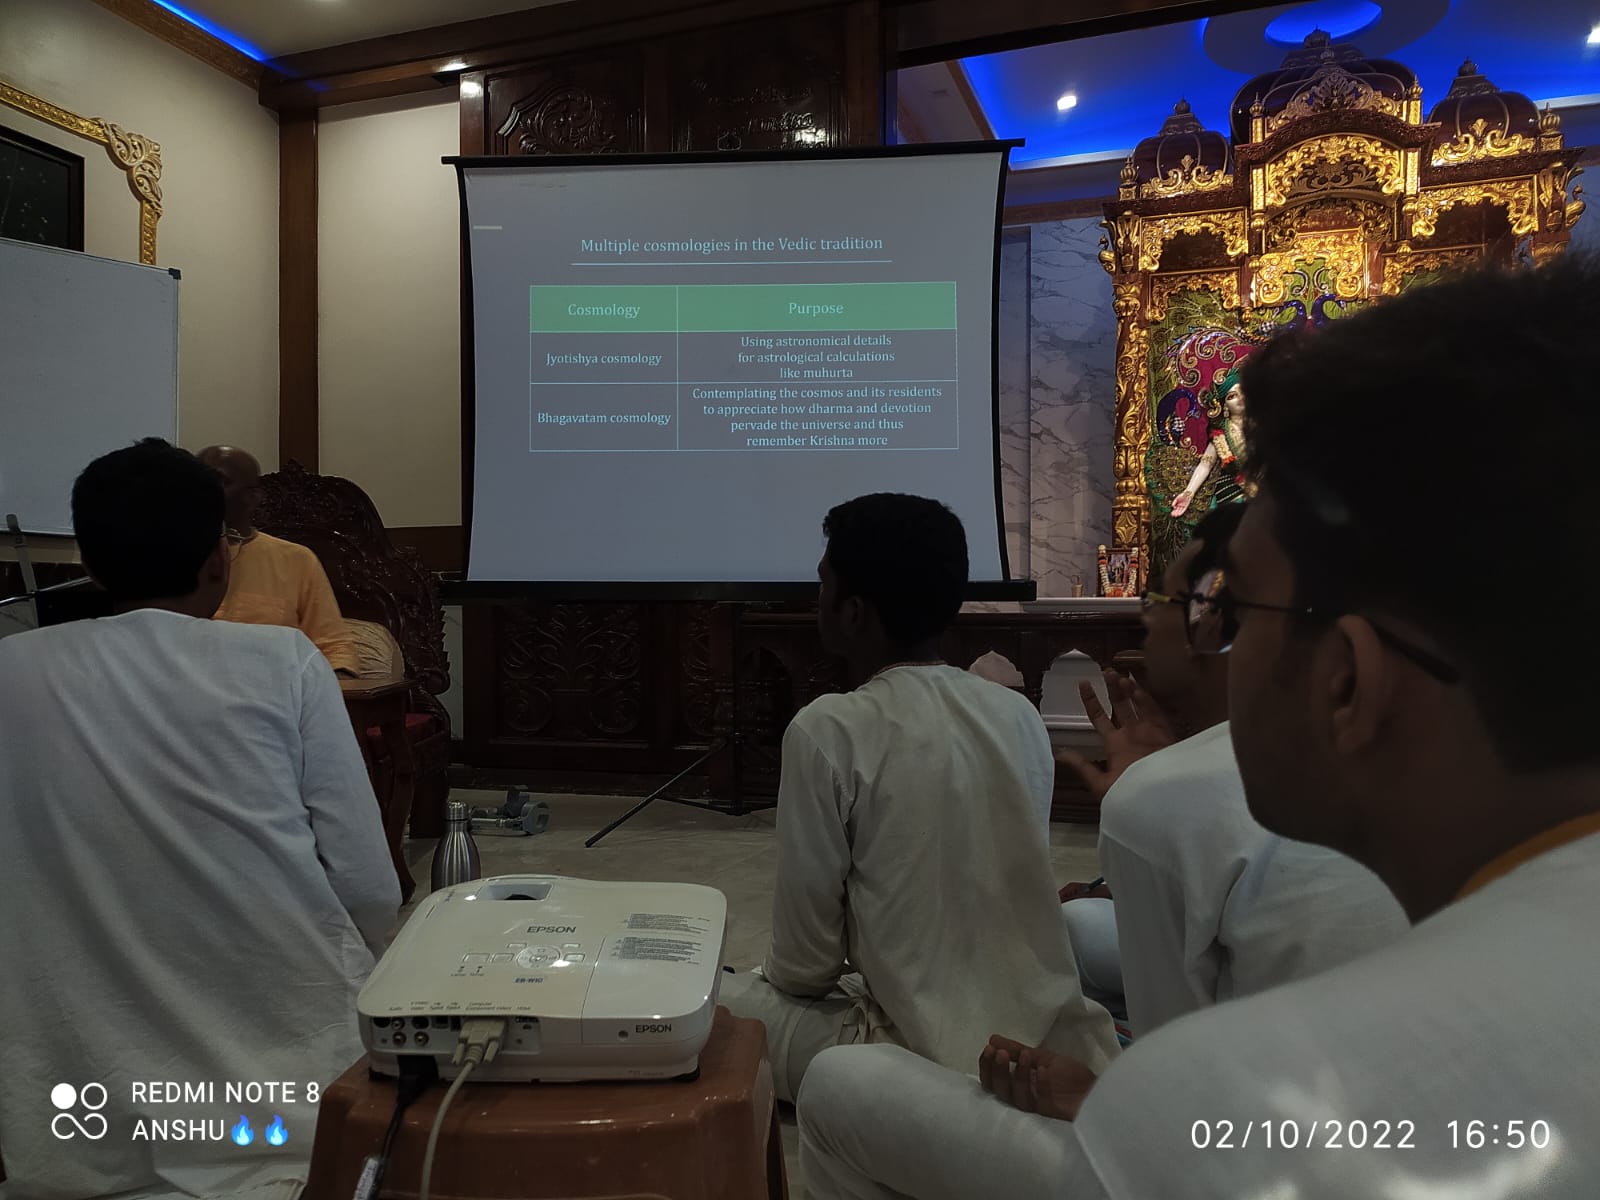 Multiple cosmologies in the Vedic tradition
Cosmology
Purpose
Jyotishya cosmology
Using astronomical details
for astrological calculations
like muhurta
Bhagavatam cosmology
Contemplating the cosmos and its residents
to appreciate how dharma and devotion
pervade the universe and thus
remember Krishna more
EPSON
EPSON
REDMI NOTE 8
ANSHU🔥🔥
02/10/2022 16:50